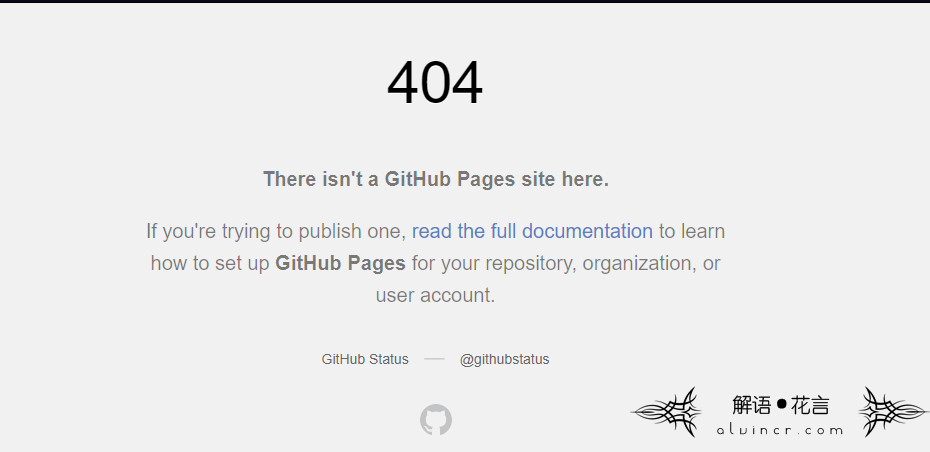 404
There isn't a GitHub Pages site here.
If you're trying to publish one, read the full documentation to learn
how to set up GitHub Pages for your repository, organization, or
user account.
GitHub Status — @githubstatus
解语•花言
aluincr.com